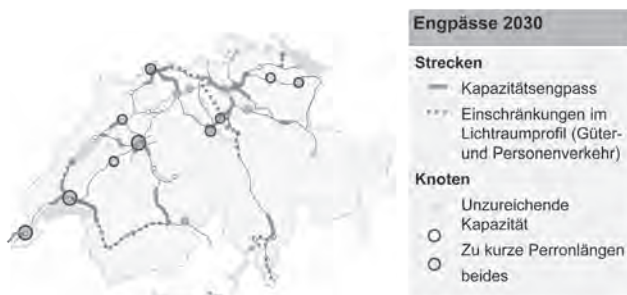 Engpässe 2030
Strecken
Kapazitätsengpass
Einschränkungen im
Lichtraumprofil (Güter-
und Personenverkehr)
Knoten
Unzureichende
Kapazität
Zu kurze Perronlängen
beides